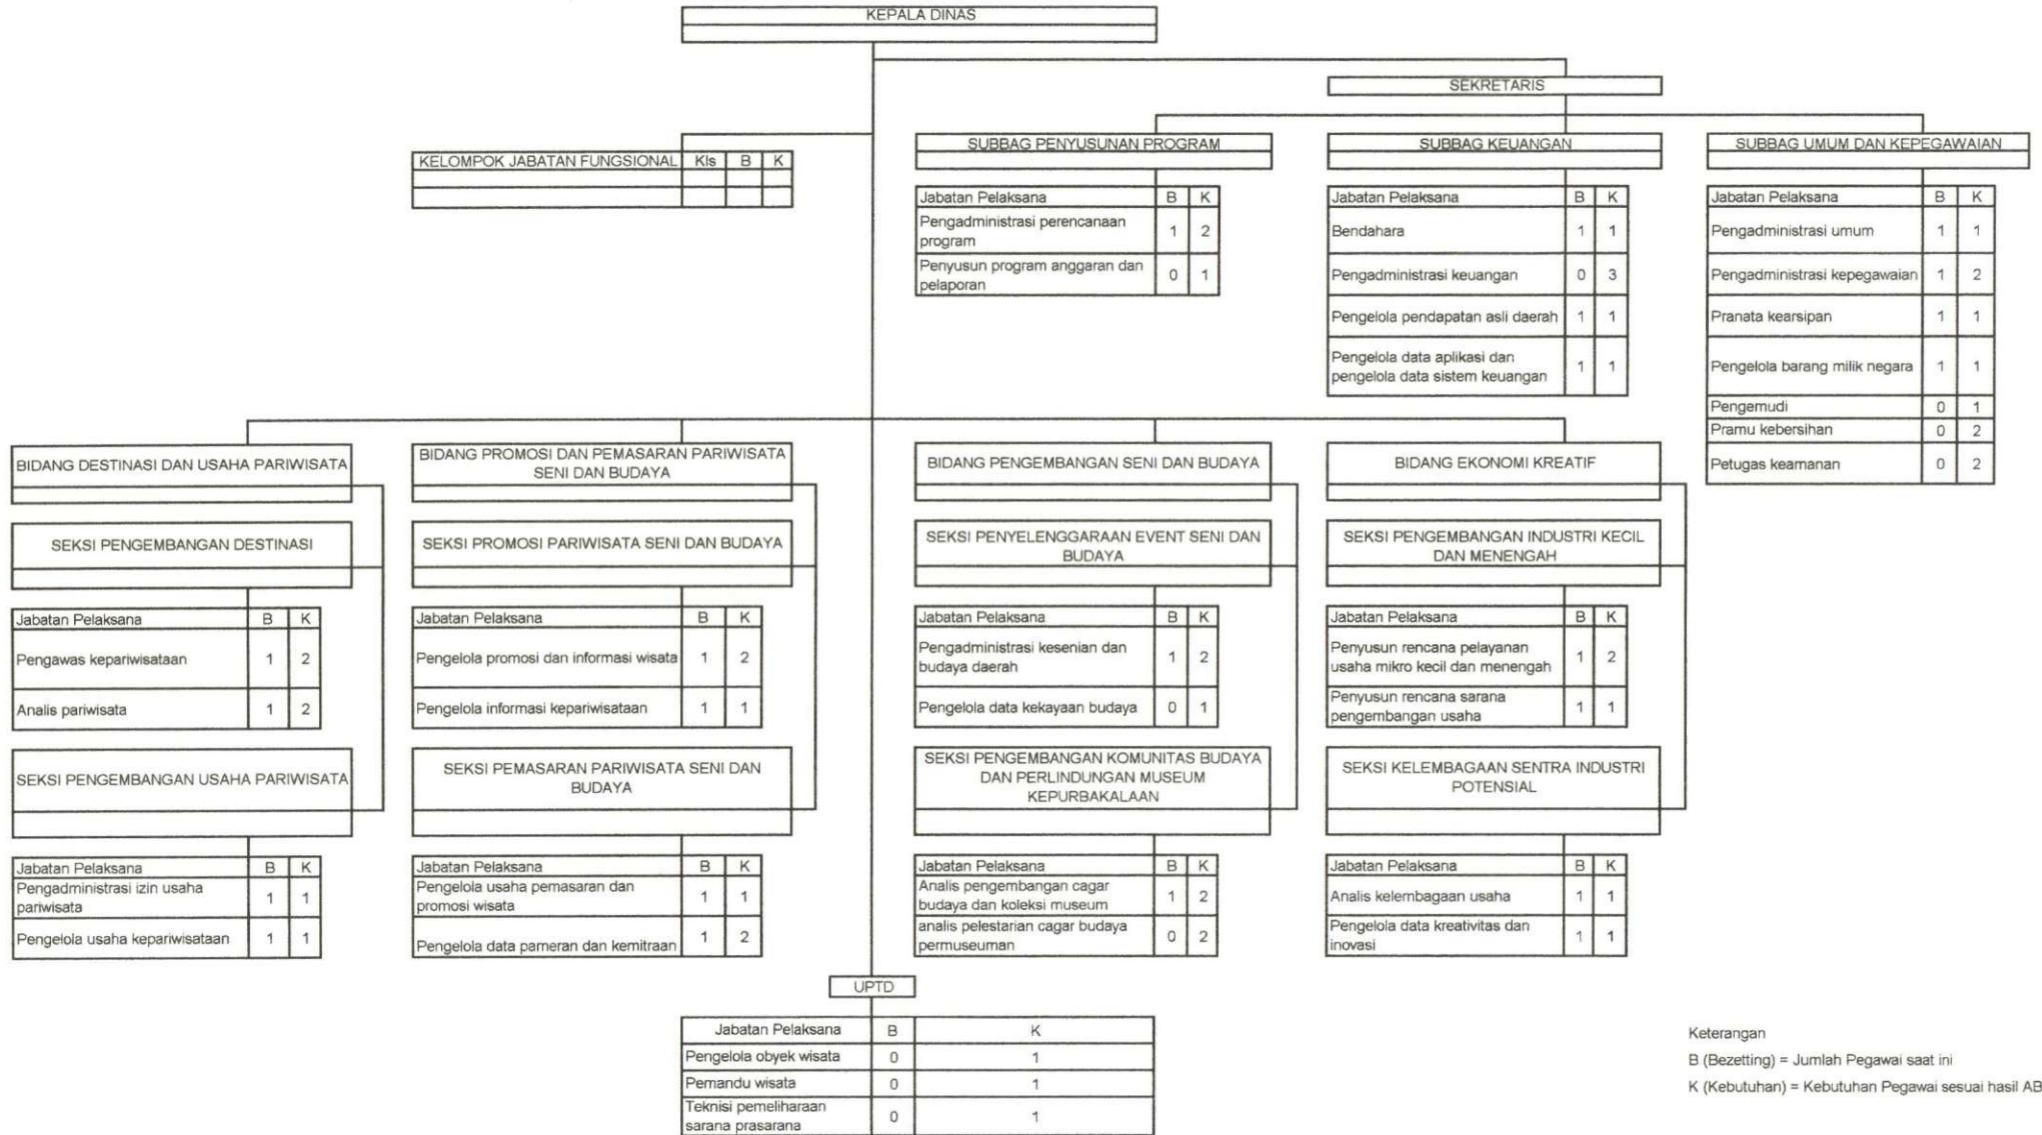 KEPALA DINAS
SEKRETARIS
KELOMPOK JABATAN FUNGSIONAL Kls B K
SUBBAG PENYUSUNAN PROGRAM
Jabatan Pelaksana B K
Pengadministrasi perencanaan
program 1 2
Penyusun program anggaran dan
pelaporan 0 1
SUBBAG KEUANGAN
Jabatan Pelaksana B K
Bendahara 1 1
Pengadministrasi keuangan 0 3
Pengelola pendapatan asli daerah 1 1
Pengelola data aplikasi dan
pengelola data sistem keuangan 1 1
SUBBAG UMUM DAN KEPEGAWAIAN
Jabatan Pelaksana B K
Pengadministrasi umum 1 1
Pengadministrasi kepegawaian 1 2
Pranata kearsipan 1 1
Pengelola barang milik negara 1 1
Pengemudi 0 1
Pramu kebersihan 0 2
Petugas keamanan 0 2
BIDANG DESTINASI DAN USAHA PARIWISATA
SEKSI PENGEMBANGAN DESTINASI
Jabatan Pelaksana B K
Pengawas kepariwisataan 1 2
Analis pariwisata 1 2
SEKSI PENGEMBANGAN USAHA PARIWISATA
Jabatan Pelaksana B K
Pengadministrasi izin usaha
pariwisata 1 1
Pengelola usaha kepariwisataan 1 1
BIDANG PROMOSI DAN PEMASARAN PARIWISATA
SENI DAN BUDAYA
SEKSI PROMOSI PARIWISATA SENI DAN BUDAYA
Jabatan Pelaksana B K
Pengelola promosi dan informasi wisata 1 2
Pengelola informasi kepariwisataan 1 1
SEKSI PEMASARAN PARIWISATA SENI DAN
BUDAYA
Jabatan Pelaksana B K
Pengelola usaha pemasaran dan
promosi wisata 1 1
Pengelola data pameran dan kemitraan 1 2
BIDANG PENGEMBANGAN SENI DAN BUDAYA
SEKSI PENYELENGGARAAN EVENT SENI DAN
BUDAYA
Jabatan Pelaksana B K
Pengadministrasi kesenian dan
budaya daerah 1 2
Pengelola data kekayaan budaya 0 1
SEKSI PENGEMBANGAN KOMUNITAS BUDAYA
DAN PERLINDUNGAN MUSEUM
KEPURBAKALAAN
Jabatan Pelaksana B K
Analis pengembangan cagar
budaya dan koleksi museum 1 2
analis pelestarian cagar budaya
permuseuman 0 2
BIDANG EKONOMI KREATIF
SEKSI PENGEMBANGAN INDUSTRI KECIL
DAN MENENGAH
Jabatan Pelaksana B K
Penyusun rencana pelayanan
usaha mikro kecil dan menengah 1 2
Penyusun rencana sarana
pengembangan usaha 1 1
SEKSI KELEMBAGAAN SENTRA INDUSTRI
POTENSIAL
Jabatan Pelaksana B K
Analis kelembagaan usaha 1 1
Pengelola data kreativitas dan
inovasi 1 1
UPTD
Jabatan Pelaksana B K
Pengelola obyek wisata 0 1
Pemandu wisata 0 1
Teknisi pemeliharaan
sarana prasarana 0 1
Keterangan
B (Bezetting) = Jumlah Pegawai saat ini
K (Kebutuhan) = Kebutuhan Pegawai sesuai hasil AB